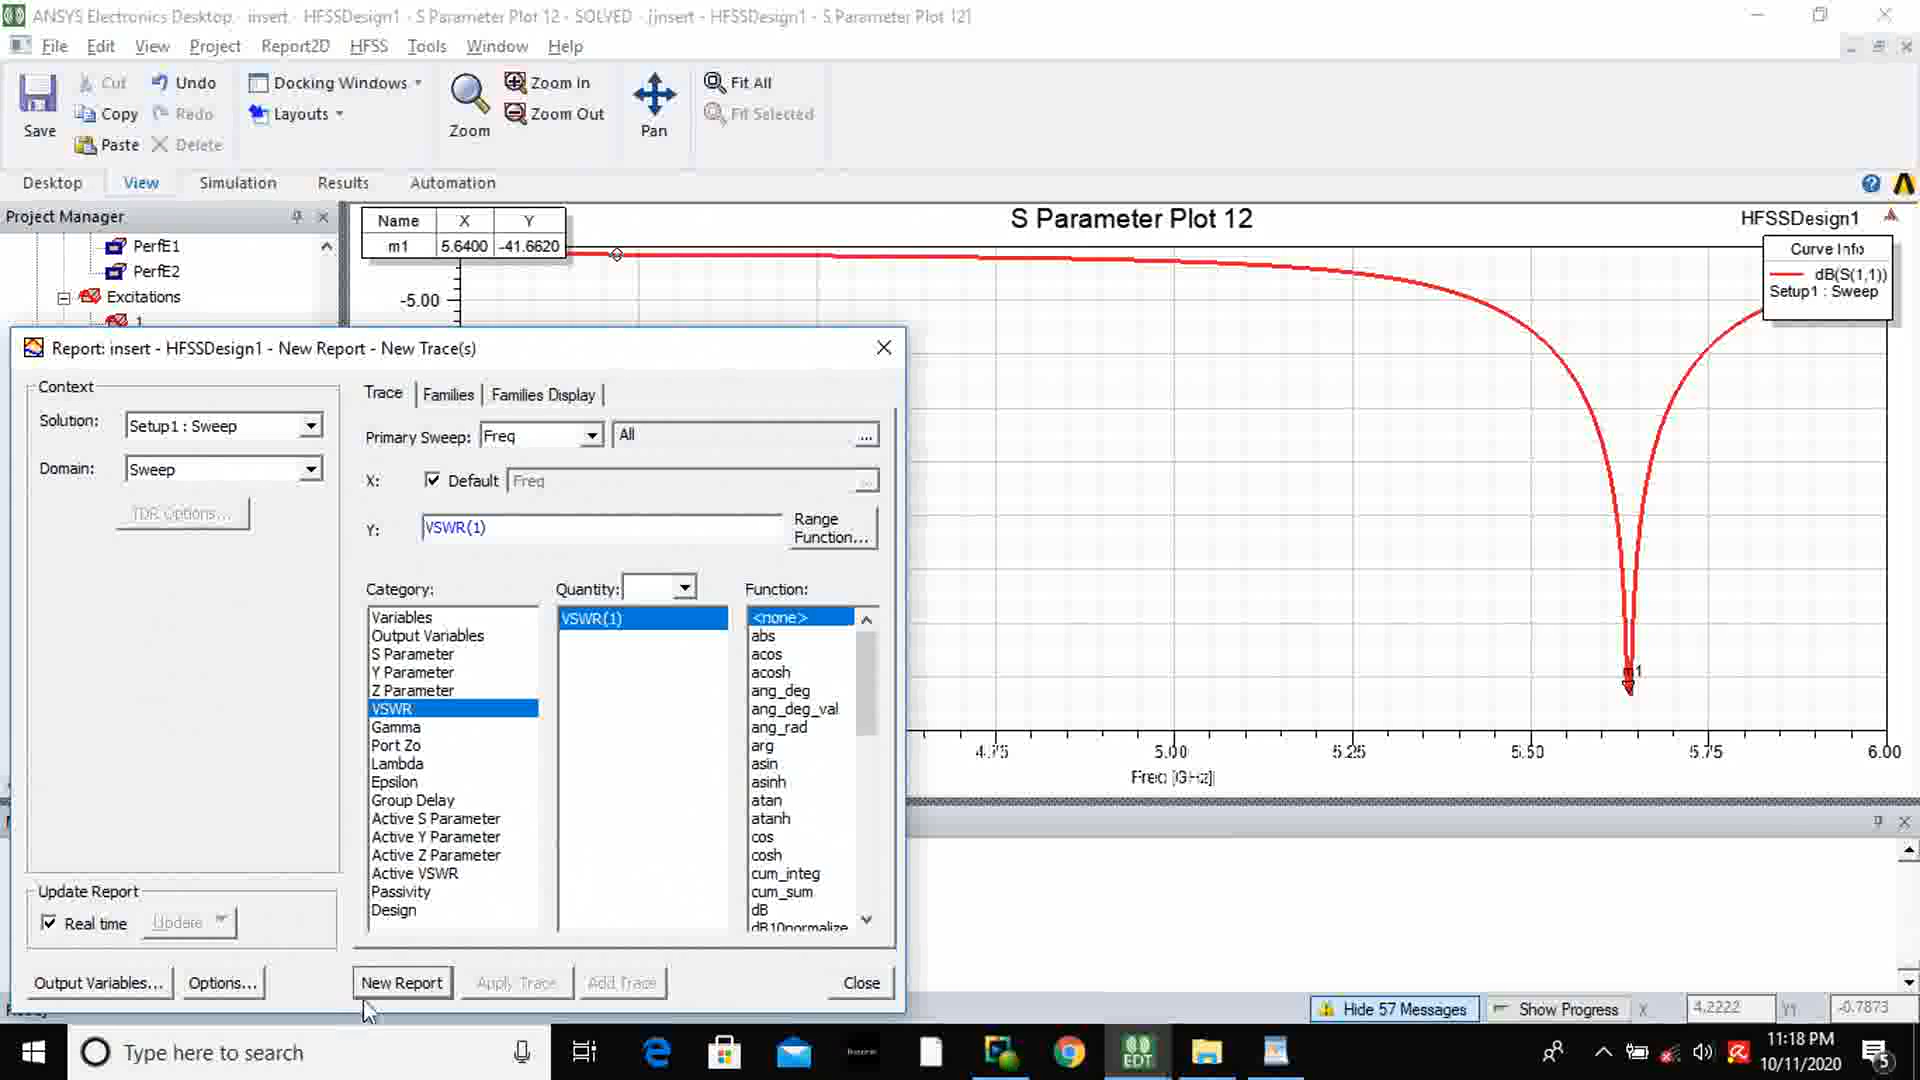 ANSYS Electronics Desktop - insert - HFSSDesign1 - S Parameter Plot 12 - SOLVED - [insert - HFSSDesign1 - S Parameter Plot 12]
File Edit View Project Report2D HFSS Tools Window Help
Save
Cut
Copy
Paste
Undo
Redo
Delete
Docking Windows
Layouts
Zoom
Zoom In
Zoom Out
Pan
Fit All
Fit Selected
Desktop View Simulation Results Automation
Project Manager
PerfE1
PerfE2
Excitations
1
Name X Y
m1 5.6400 -41.6620
S Parameter Plot 12
HFSSDesign1
Curve Info
dB(S(1,1))
Setup1 : Sweep
-5.00
4.75 5.00 5.25 5.50 5.75 6.00
Freq [GHz]
Report: insert - HFSSDesign1 - New Report - New Trace(s)
Context
Solution: Setup1 : Sweep
Domain: Sweep
TDR Options...
Update Report
Real time Update
Output Variables... Options...
Trace Families Families Display
Primary Sweep: Freq All ...
X: Default Freq ...
Y: VSWR(1)
Range Function...
Category:
Variables
Output Variables
S Parameter
Y Parameter
Z Parameter
VSWR
Gamma
Port Zo
Lambda
Epsilon
Group Delay
Active S Parameter
Active Y Parameter
Active Z Parameter
Active VSWR
Passivity
Design
Quantity:
VSWR(1)
Function:
<none>
abs
acos
acosh
ang_deg
ang_deg_val
ang_rad
arg
asin
asinh
atan
atanh
cos
cosh
cum_integ
cum_sum
dB
dB10normalize
New Report Apply Trace Add Trace Close
Hide 57 Messages Show Progress X 4.2222 Y1 -0.7873
Type here to search
EDT
11:18 PM
10/11/2020
5